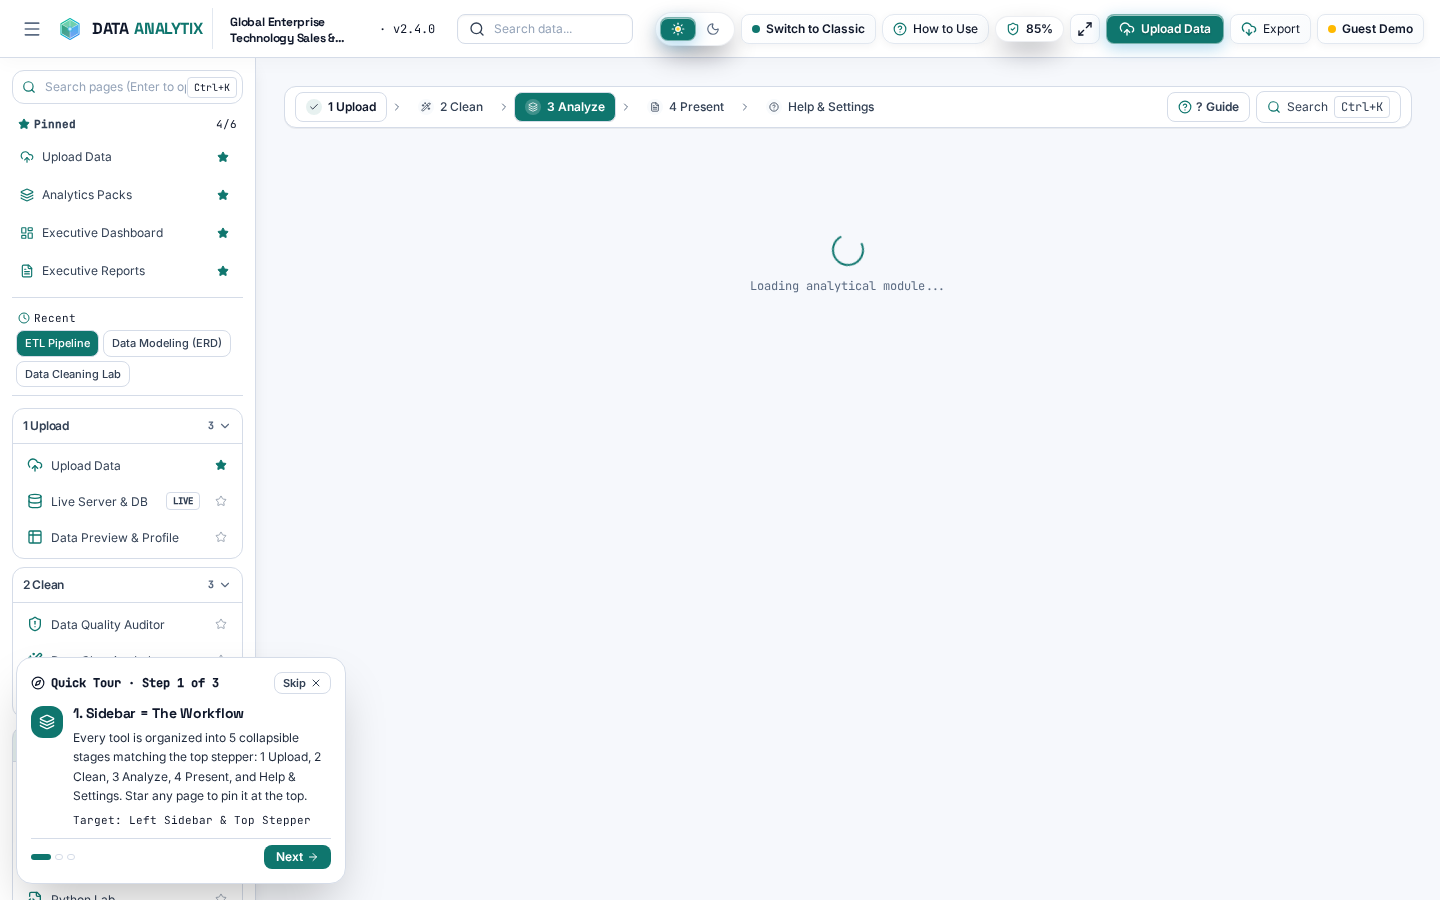 DATA ANALYTIX
Global Enterprise
Technology Sales &...
· v2.4.0
Search data...
Switch to Classic
How to Use
85%
Upload Data
Export
Guest Demo
Search pages (Enter to op
Ctrl+K
Pinned
4/6
Upload Data
Analytics Packs
Executive Dashboard
Executive Reports
Recent
ETL Pipeline
Data Modeling (ERD)
Data Cleaning Lab
1 Upload
3
Upload Data
Live Server & DB
LIVE
Data Preview & Profile
2 Clean
3
Data Quality Auditor
Quick Tour · Step 1 of 3
Skip
1. Sidebar = The Workflow
Every tool is organized into 5 collapsible
stages matching the top stepper: 1 Upload, 2
Clean, 3 Analyze, 4 Present, and Help &
Settings. Star any page to pin it at the top.
Target: Left Sidebar & Top Stepper
Next
Python Lab
1 Upload
2 Clean
3 Analyze
4 Present
Help & Settings
? Guide
Search
Ctrl+K
Loading analytical module...